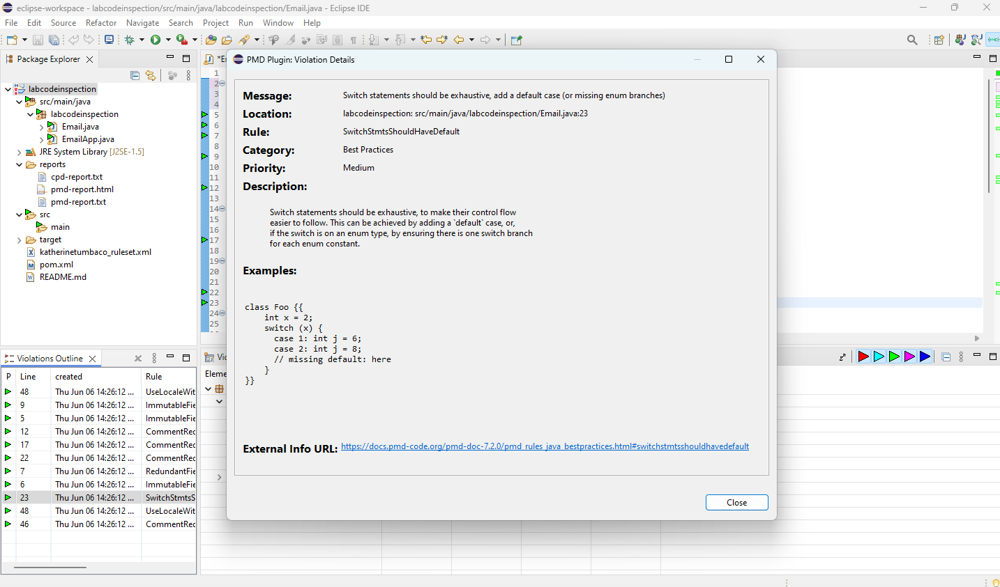 eclipse-workspace - labcodeinspection/src/main/java/labcodeinspection/Email.java - Eclipse IDE
File Edit Source Refactor Navigate Search Project Run Window Help
Package Explorer
labcodeinspection
src/main/java
labcodeinspection
Email.java
EmailApp.java
JRE System Library [J2SE-1.5]
reports
cpd-report.txt
pmd-report.html
pmd-report.txt
src
main
target
katherinetumbaco_ruleset.xml
pom.xml
README.md
1
2
3
4
5
6
7
8
9
10
11
12
13
14
15
16
17
18
19
20
21
22
23
24
25
PMD Plugin: Violation Details
Message: Switch statements should be exhaustive, add a default case (or missing enum branches)
Location: labcodeinspection: src/main/java/labcodeinspection/Email.java:23
Rule: SwitchStmtsShouldHaveDefault
Category: Best Practices
Priority: Medium
Description:
Switch statements should be exhaustive, to make their control flow
easier to follow. This can be achieved by adding a `default` case, or,
if the switch is on an enum type, by ensuring there is one switch branch
for each enum constant.
Examples:
class Foo {{
int x = 2;
switch (x) {
case 1: int j = 6;
case 2: int j = 8;
// missing default: here
}
}}
External Info URL: https://docs.pmd-code.org/pmd-doc-7.2.0/pmd_rules_java_bestpractices.html#switchstmtsshouldhavedefault
Close
Violations Outline
P Line created Rule
48 Thu Jun 06 14:26:12 ... UseLocaleWit
9 Thu Jun 06 14:26:12 ... ImmutableFie
5 Thu Jun 06 14:26:12 ... ImmutableFie
12 Thu Jun 06 14:26:12 ... CommentRec
17 Thu Jun 06 14:26:12 ... CommentRec
22 Thu Jun 06 14:26:12 ... CommentRec
7 Thu Jun 06 14:26:12 ... RedundantFie
6 Thu Jun 06 14:26:12 ... ImmutableFie
23 Thu Jun 06 14:26:12 ... SwitchStmtsS
48 Thu Jun 06 14:26:12 ... UseLocaleWit
46 Thu Jun 06 14:26:12 ... CommentRec
Vio
Eleme